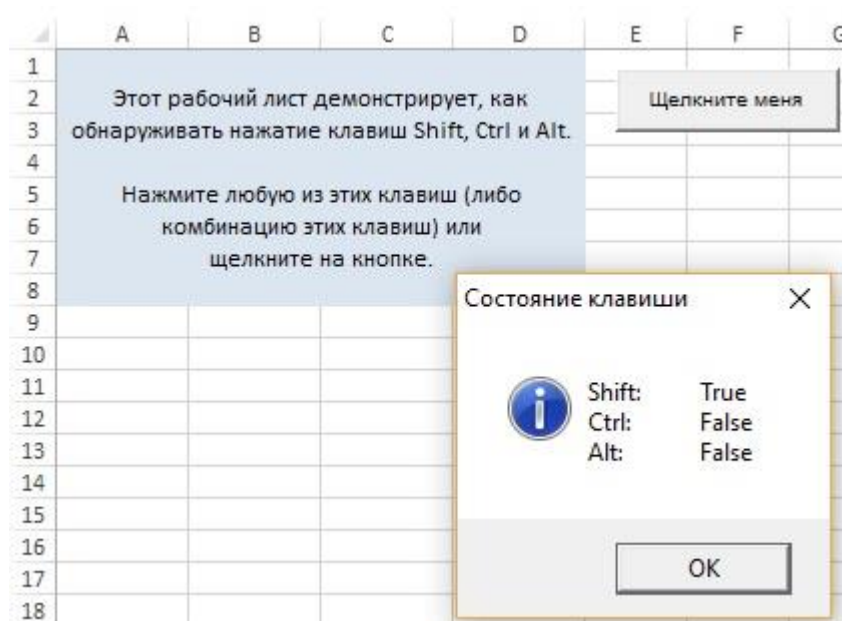 A B C D E F G
1
2 Этот рабочий лист демонстрирует, как Щелкните меня
3 обнаруживать нажатие клавиш Shift, Ctrl и Alt.
4
5 Нажмите любую из этих клавиш (либо
6 комбинацию этих клавиш) или
7 щелкните на кнопке.
8
9
10
11
12
13
14
15
16
17
18
Состояние клавиши
Shift: True
Ctrl: False
Alt: False
OK